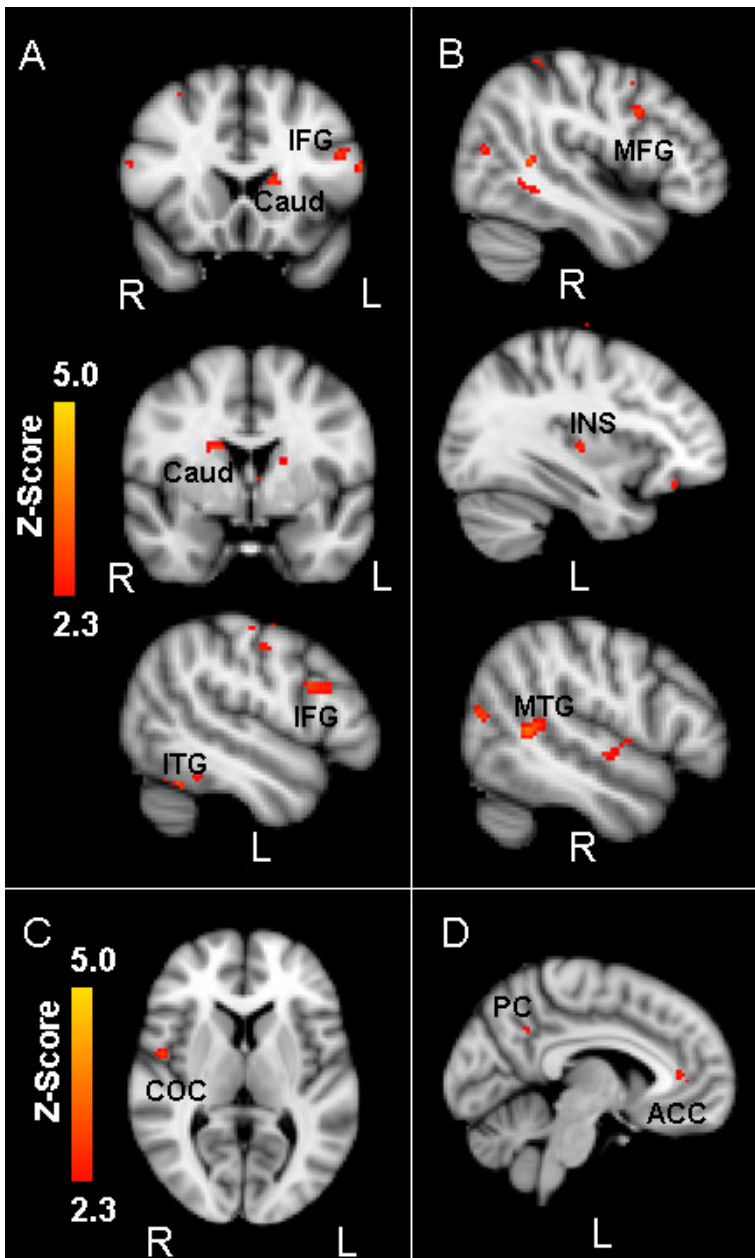 A
IFG
Caud
R
L
Z-Score
5.0
2.3
Caud
R
L
IFG
ITG
L
B
MFG
R
INS
L
MTG
R
C
Z-Score
5.0
2.3
COC
R
L
D
PC
ACC
L